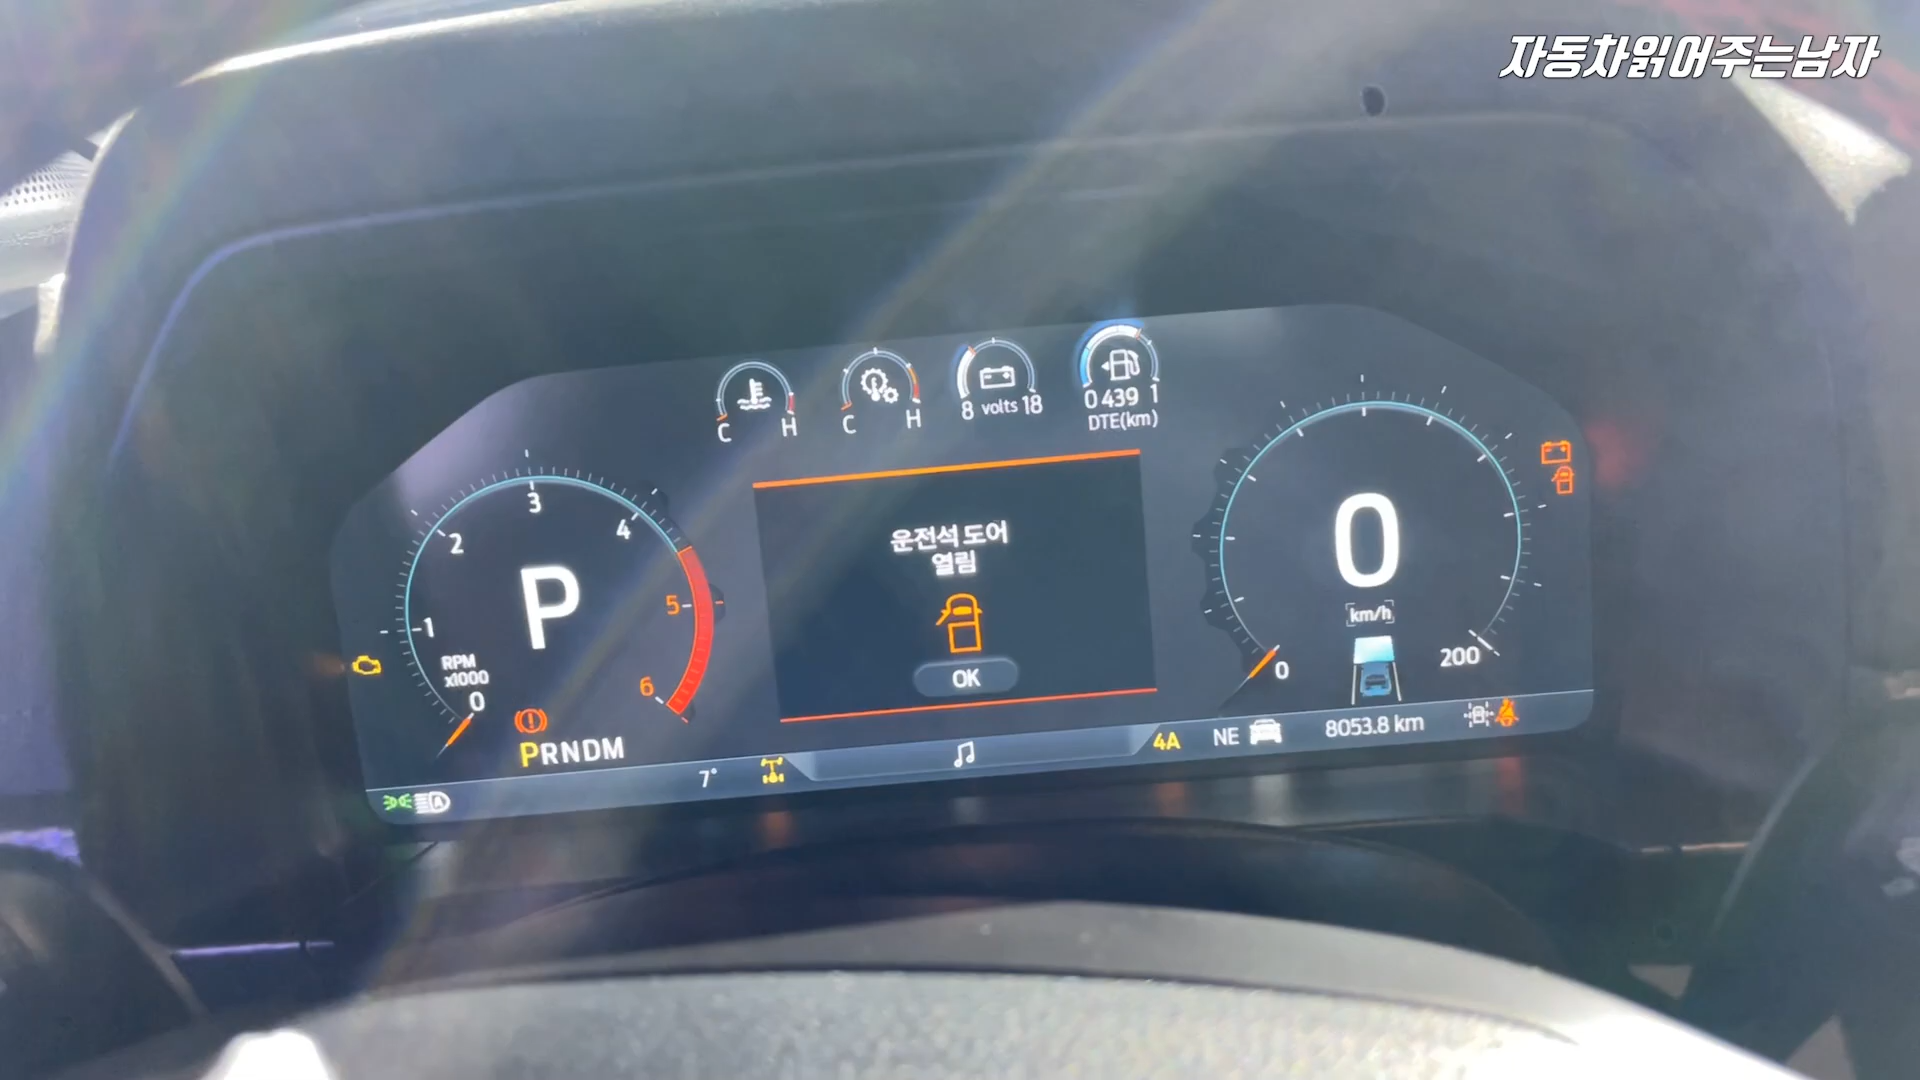 자동차읽어주는남자
C H
C H
8 volts 18
0 439 1
DTE(km)
운전석 도어
열림
OK
0
1
2
3
4
5
6
RPM
x1000
P
PRNDM
0
km/h
0
200
7°
4A
NE
8053.8 km
A